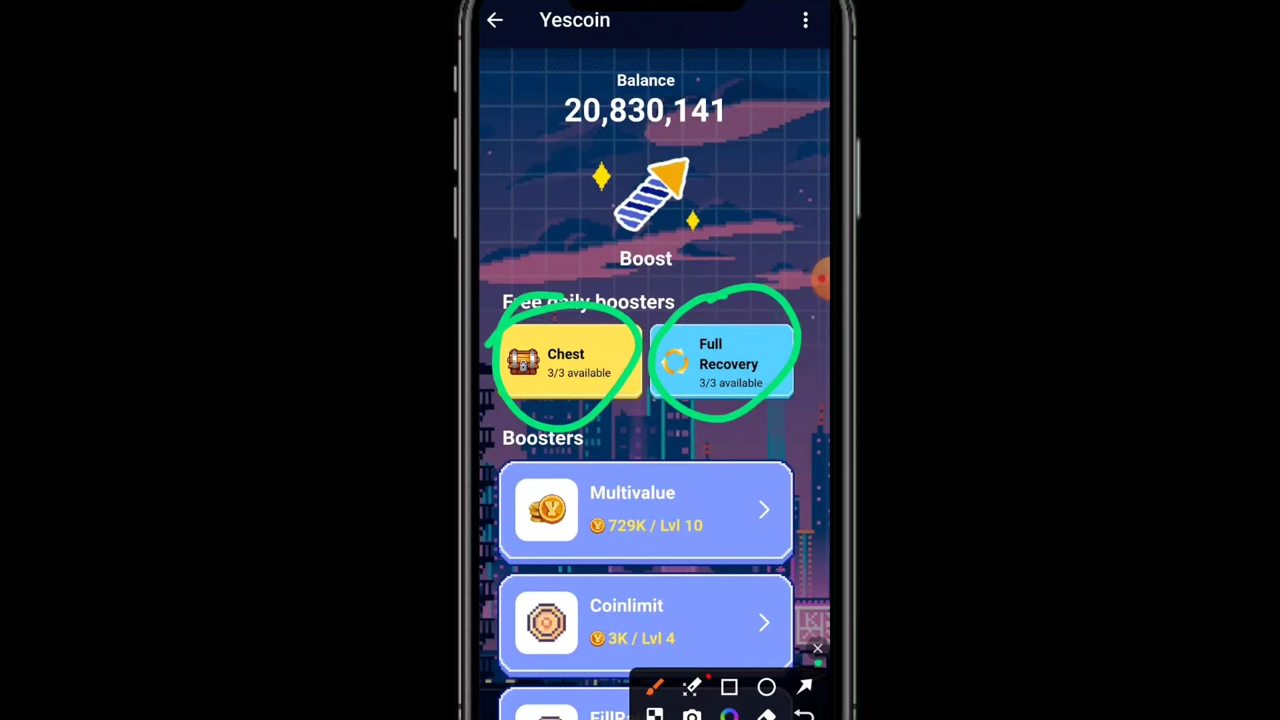 Yescoin
Balance
20,830,141
Boost
Free daily boosters
Chest
3/3 available
Full
Recovery
3/3 available
Boosters
Multivalue
729K / Lvl 10
Coinlimit
3K / Lvl 4